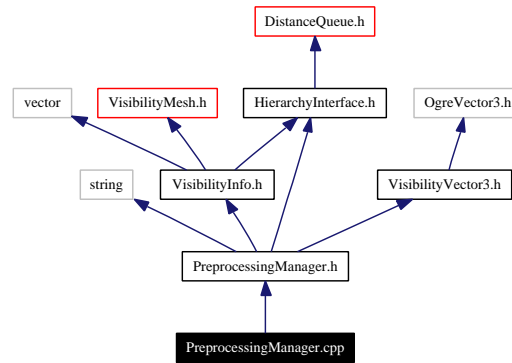 DistanceQueue.h
vector
VisibilityMesh.h
HierarchyInterface.h
OgreVector3.h
string
VisibilityInfo.h
VisibilityVector3.h
PreprocessingManager.h
PreprocessingManager.cpp